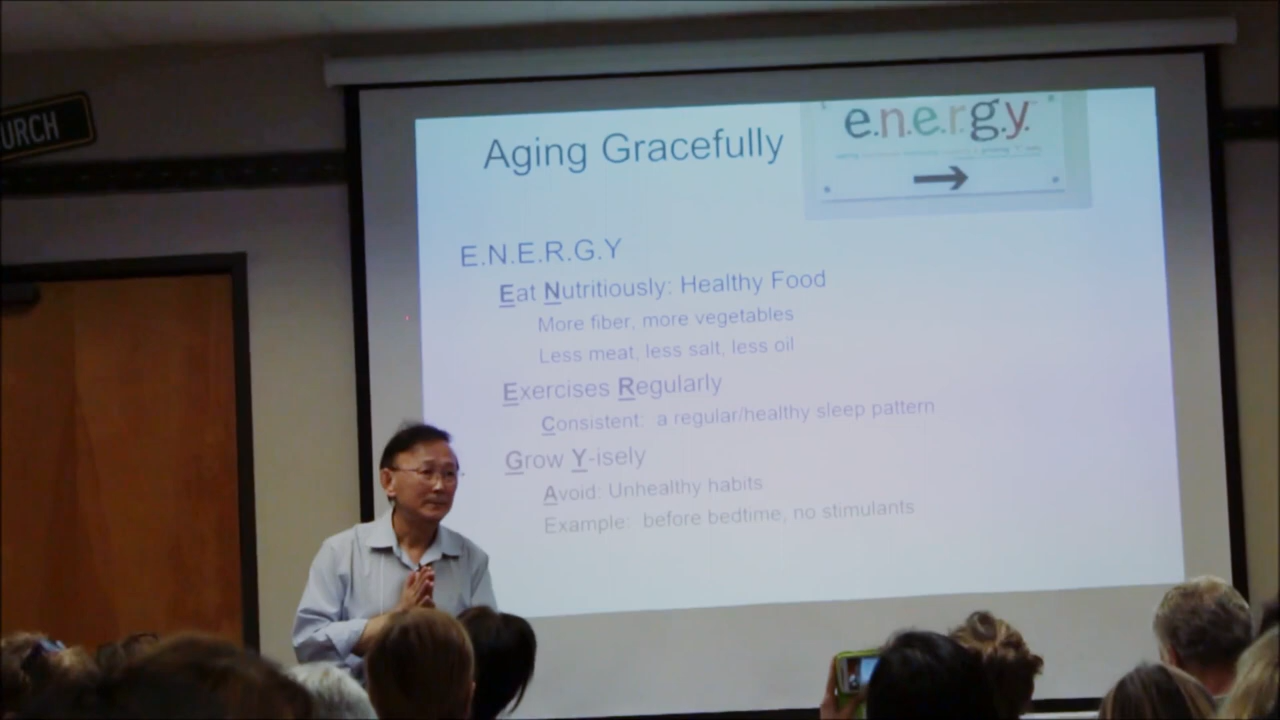 URCH
e.n.e.r.g.y.
Aging Gracefully
E.N.E.R.G.Y
Eat Nutritiously: Healthy Food
More fiber, more vegetables
Less meat, less salt, less oil
Exercises Regularly
Consistent: a regular/healthy sleep pattern
Grow Y-isely
Avoid: Unhealthy habits
Example: before bedtime, no stimulants